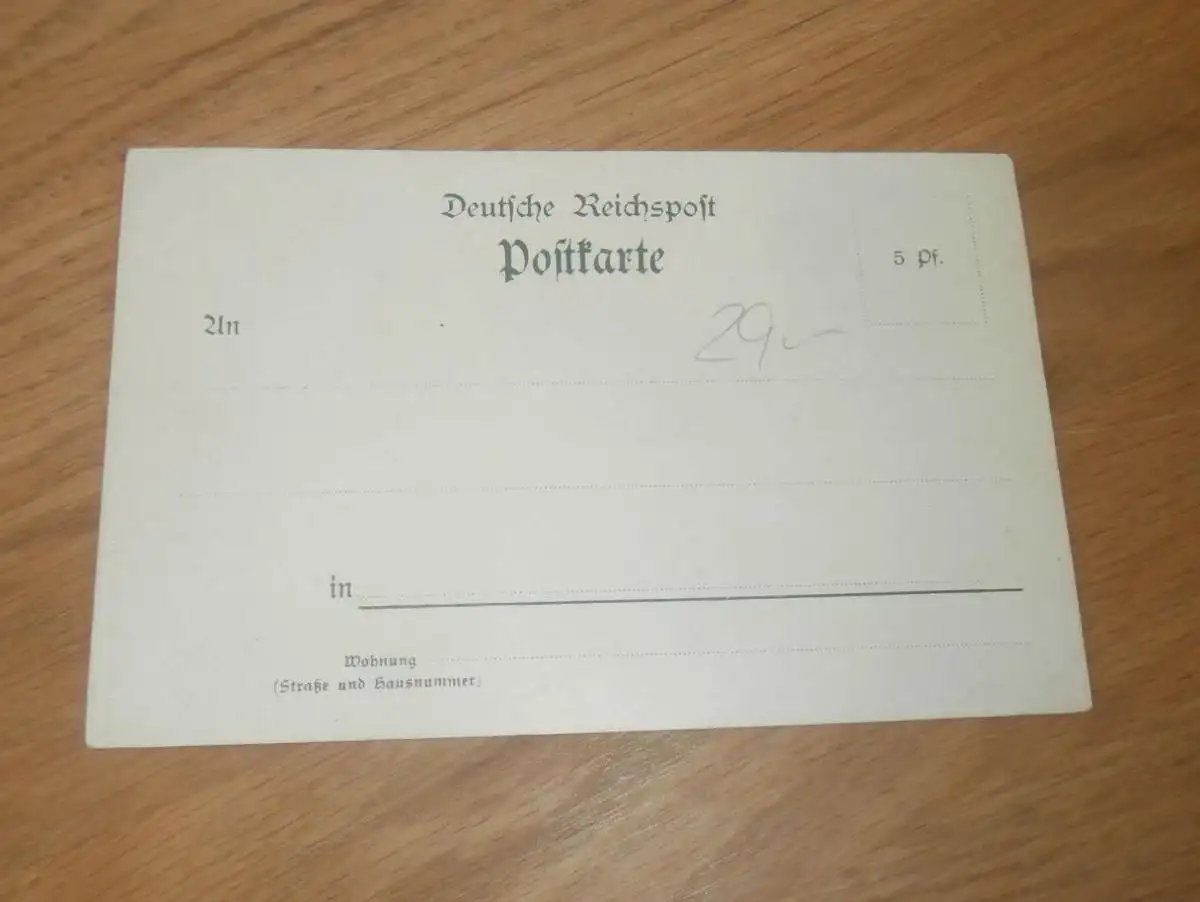 Deutsche Reichspost
Postkarte
5 Pf.
An
29,-
in
Wohnung
(Straße und Hausnummer)